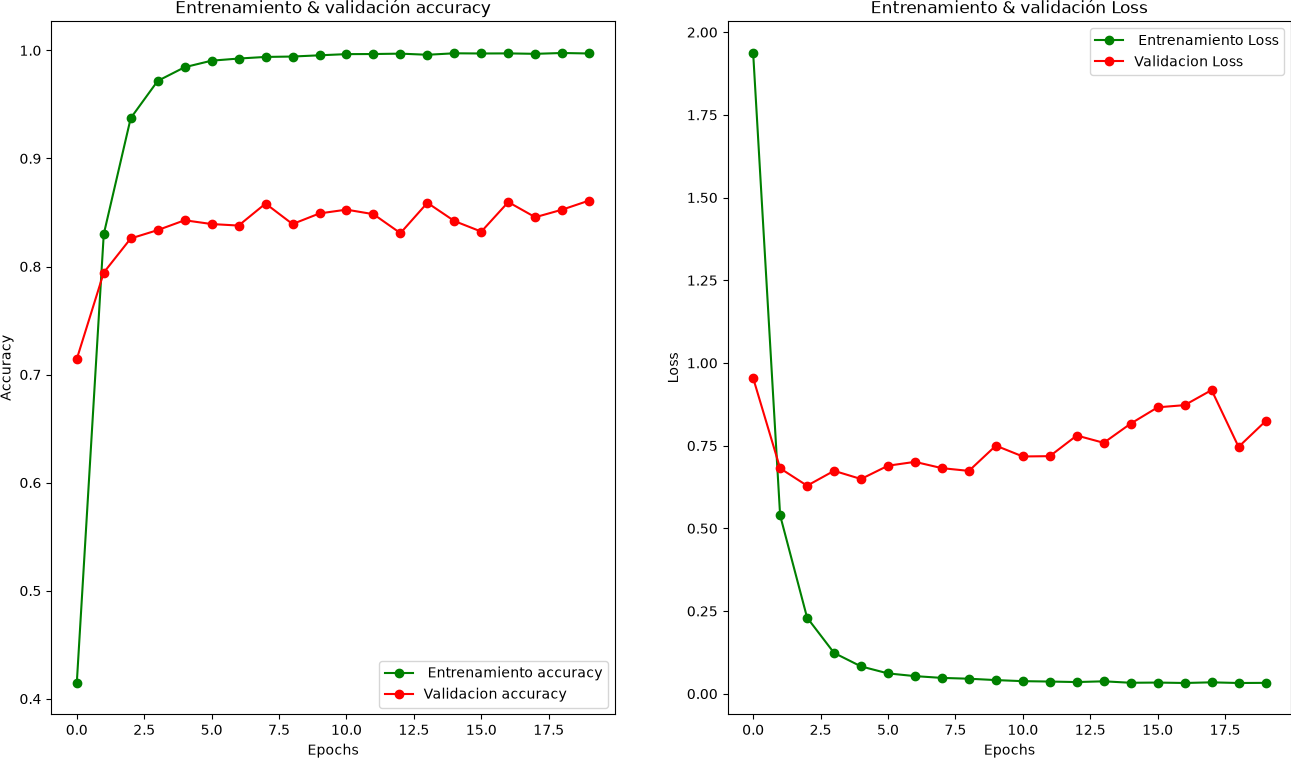 Entrenamiento & validación accuracy
1.0
0.9
0.8
0.7
0.6
0.5
0.4
Accuracy
Entrenamiento accuracy
Validacion accuracy
0.0 2.5 5.0 7.5 10.0 12.5 15.0 17.5
Epochs
Entrenamiento & validación Loss
2.00
1.75
1.50
1.25
1.00
0.75
0.50
0.25
0.00
Loss
Entrenamiento Loss
Validacion Loss
0.0 2.5 5.0 7.5 10.0 12.5 15.0 17.5
Epochs